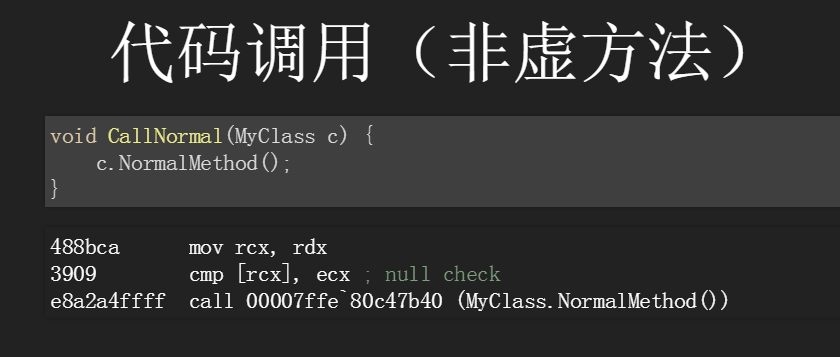 代码调用（非虚方法）
void CallNormal(MyClass c) {
    c.NormalMethod();
}
488bca      mov rcx, rdx
3909        cmp [rcx], ecx ; null check
e8a2a4ffff  call 00007ffe`80c47b40 (MyClass.NormalMethod())